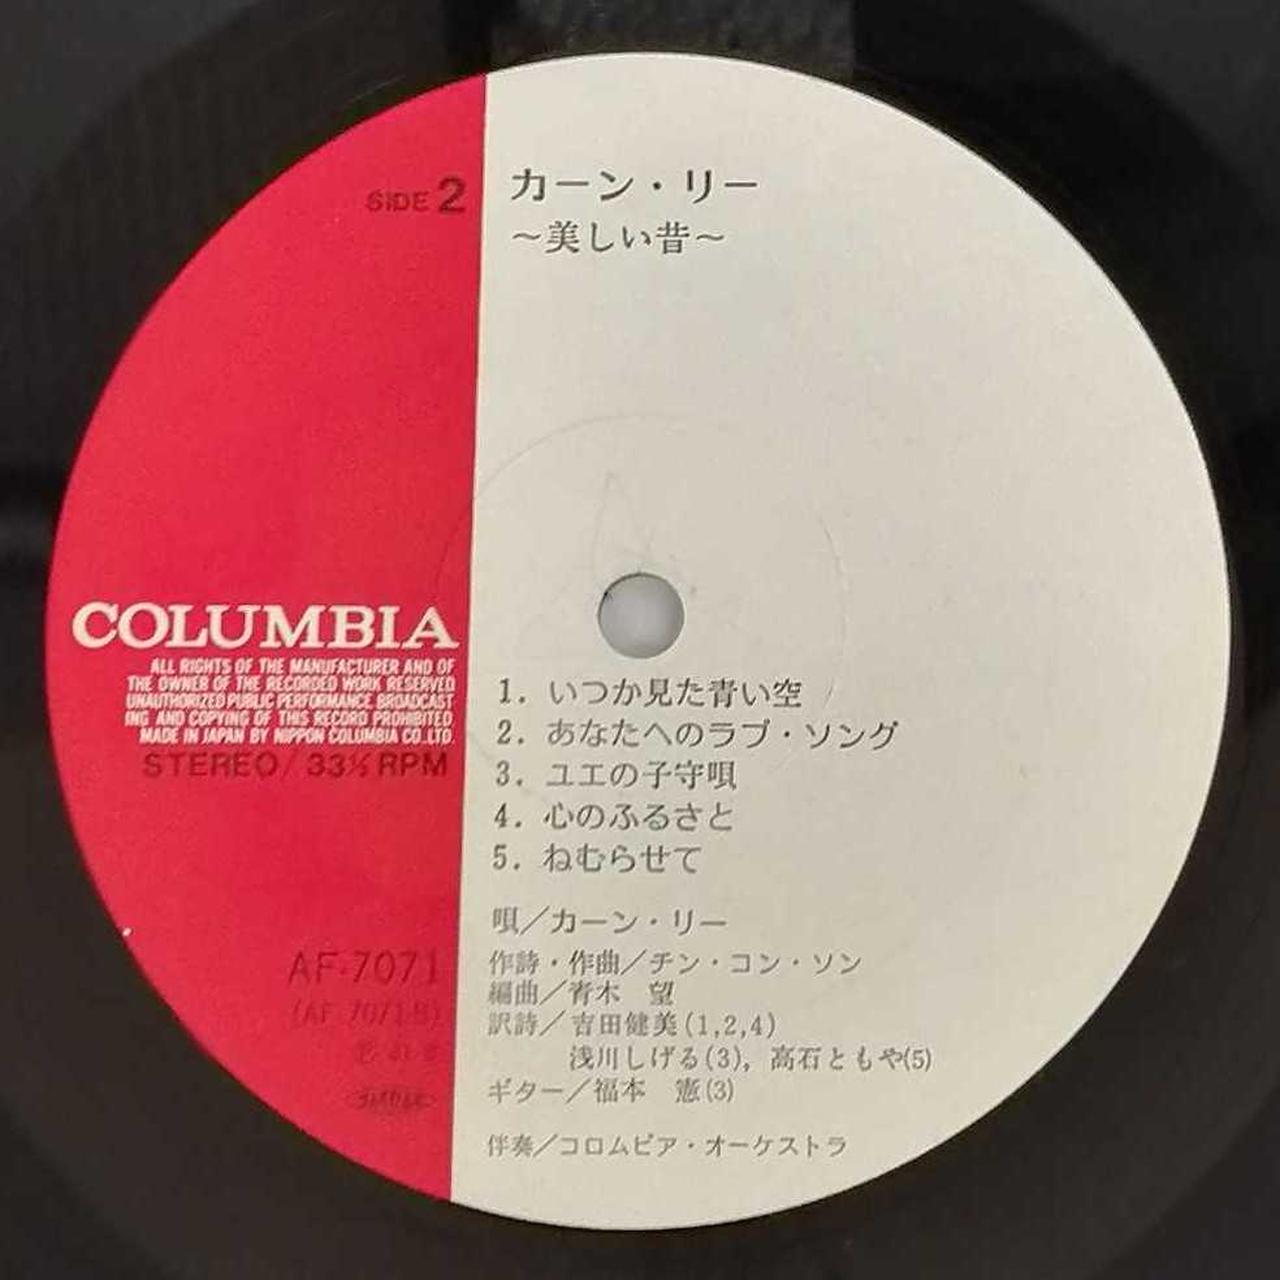 SIDE 2
カーン・リー
～美しい昔～
COLUMBIA
ALL RIGHTS OF THE MANUFACTURER AND OF
THE OWNER OF THE RECORDED WORK RESERVED
UNAUTHORIZED PUBLIC PERFORMANCE BROADCAST
ING AND COPYING OF THIS RECORD PROHIBITED
MADE IN JAPAN BY NIPPON COLUMBIA CO.,LTD.
STEREO/33⅓RPM
1. いつか見た青い空
2. あなたへのラブ・ソング
3. ユエの子守唄
4. 心のふるさと
5. ねむらせて
唄／カーン・リー
作詩・作曲／チン・コン・ソン
編曲／青木　望
訳詩／吉田健美(1,2,4)
浅川しげる(3), 高石ともや(5)
ギター／福本　憲(3)
伴奏／コロムビア・オーケストラ
AF-7071
(AF 7071-B)